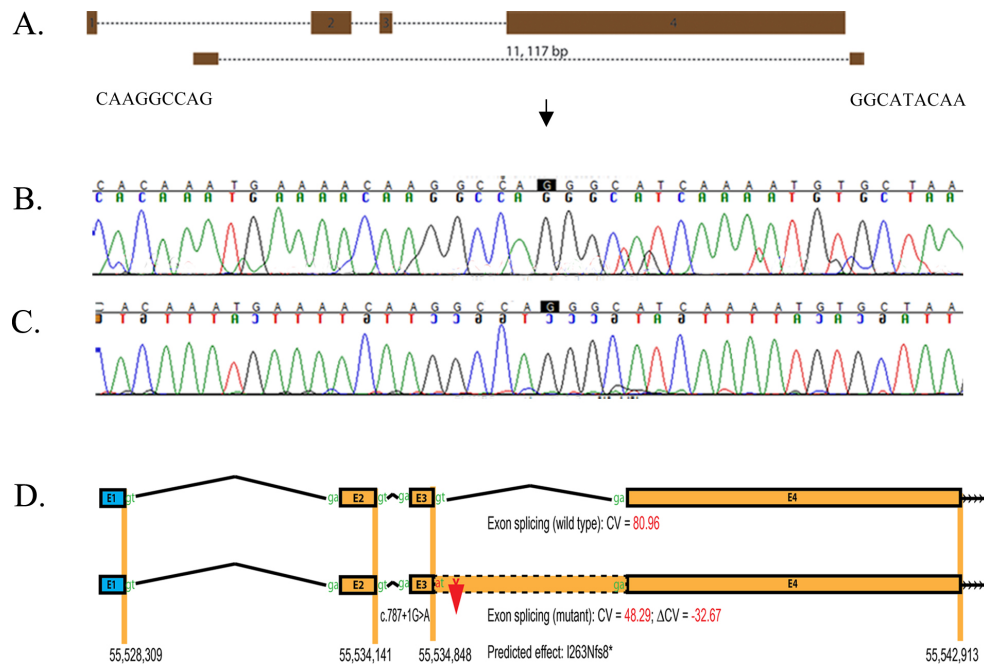 A.
1 2 3 4
11, 117 bp
CAAGGCCAG GGCATACAA
B.
C A C A A A T G A A A A C A A G G C C A G G G C A T C A A A A T G T G C T A A
C A C A A A T G A A A A C A A G G C C A G G G C A T C A A A A T G T G C T A A
C.
A C A A A T G A A A A C A A G G C C A G G G C A T C A A A A T G T G C T A A
G T G T T T A C T T T T G T T C C G G T C C C G T A G T T T T A C A C G A T T
D.
E1 gt ga E2 gt ga E3 gt ga E4
Exon splicing (wild type): CV = 80.96
E1 gt ga E2 gt ga E3 at ga E4
c.787+1G>A Exon splicing (mutant): CV = 48.29; ΔCV = -32.67
55,528,309 55,534,141 55,534,848 Predicted effect: I263Nfs8* 55,542,913